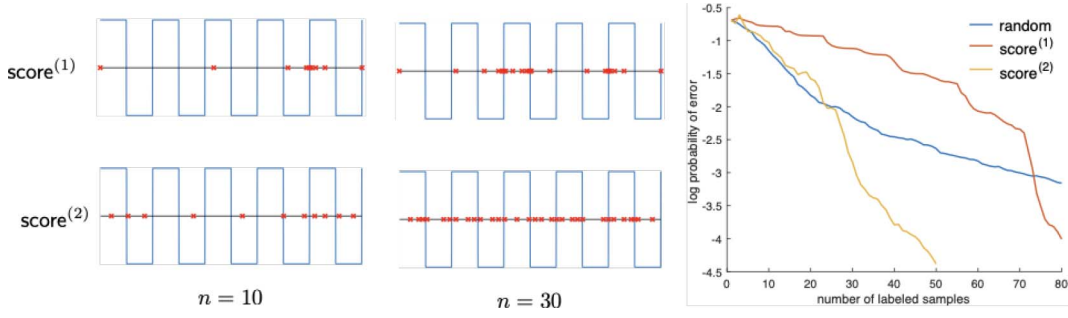 score^(1)
score^(2)
n = 10
n = 30
-0.5
-1
-1.5
-2
-2.5
-3
-3.5
-4
-4.5
log probability of error
random
score^(1)
score^(2)
0 10 20 30 40 50 60 70 80
number of labeled samples